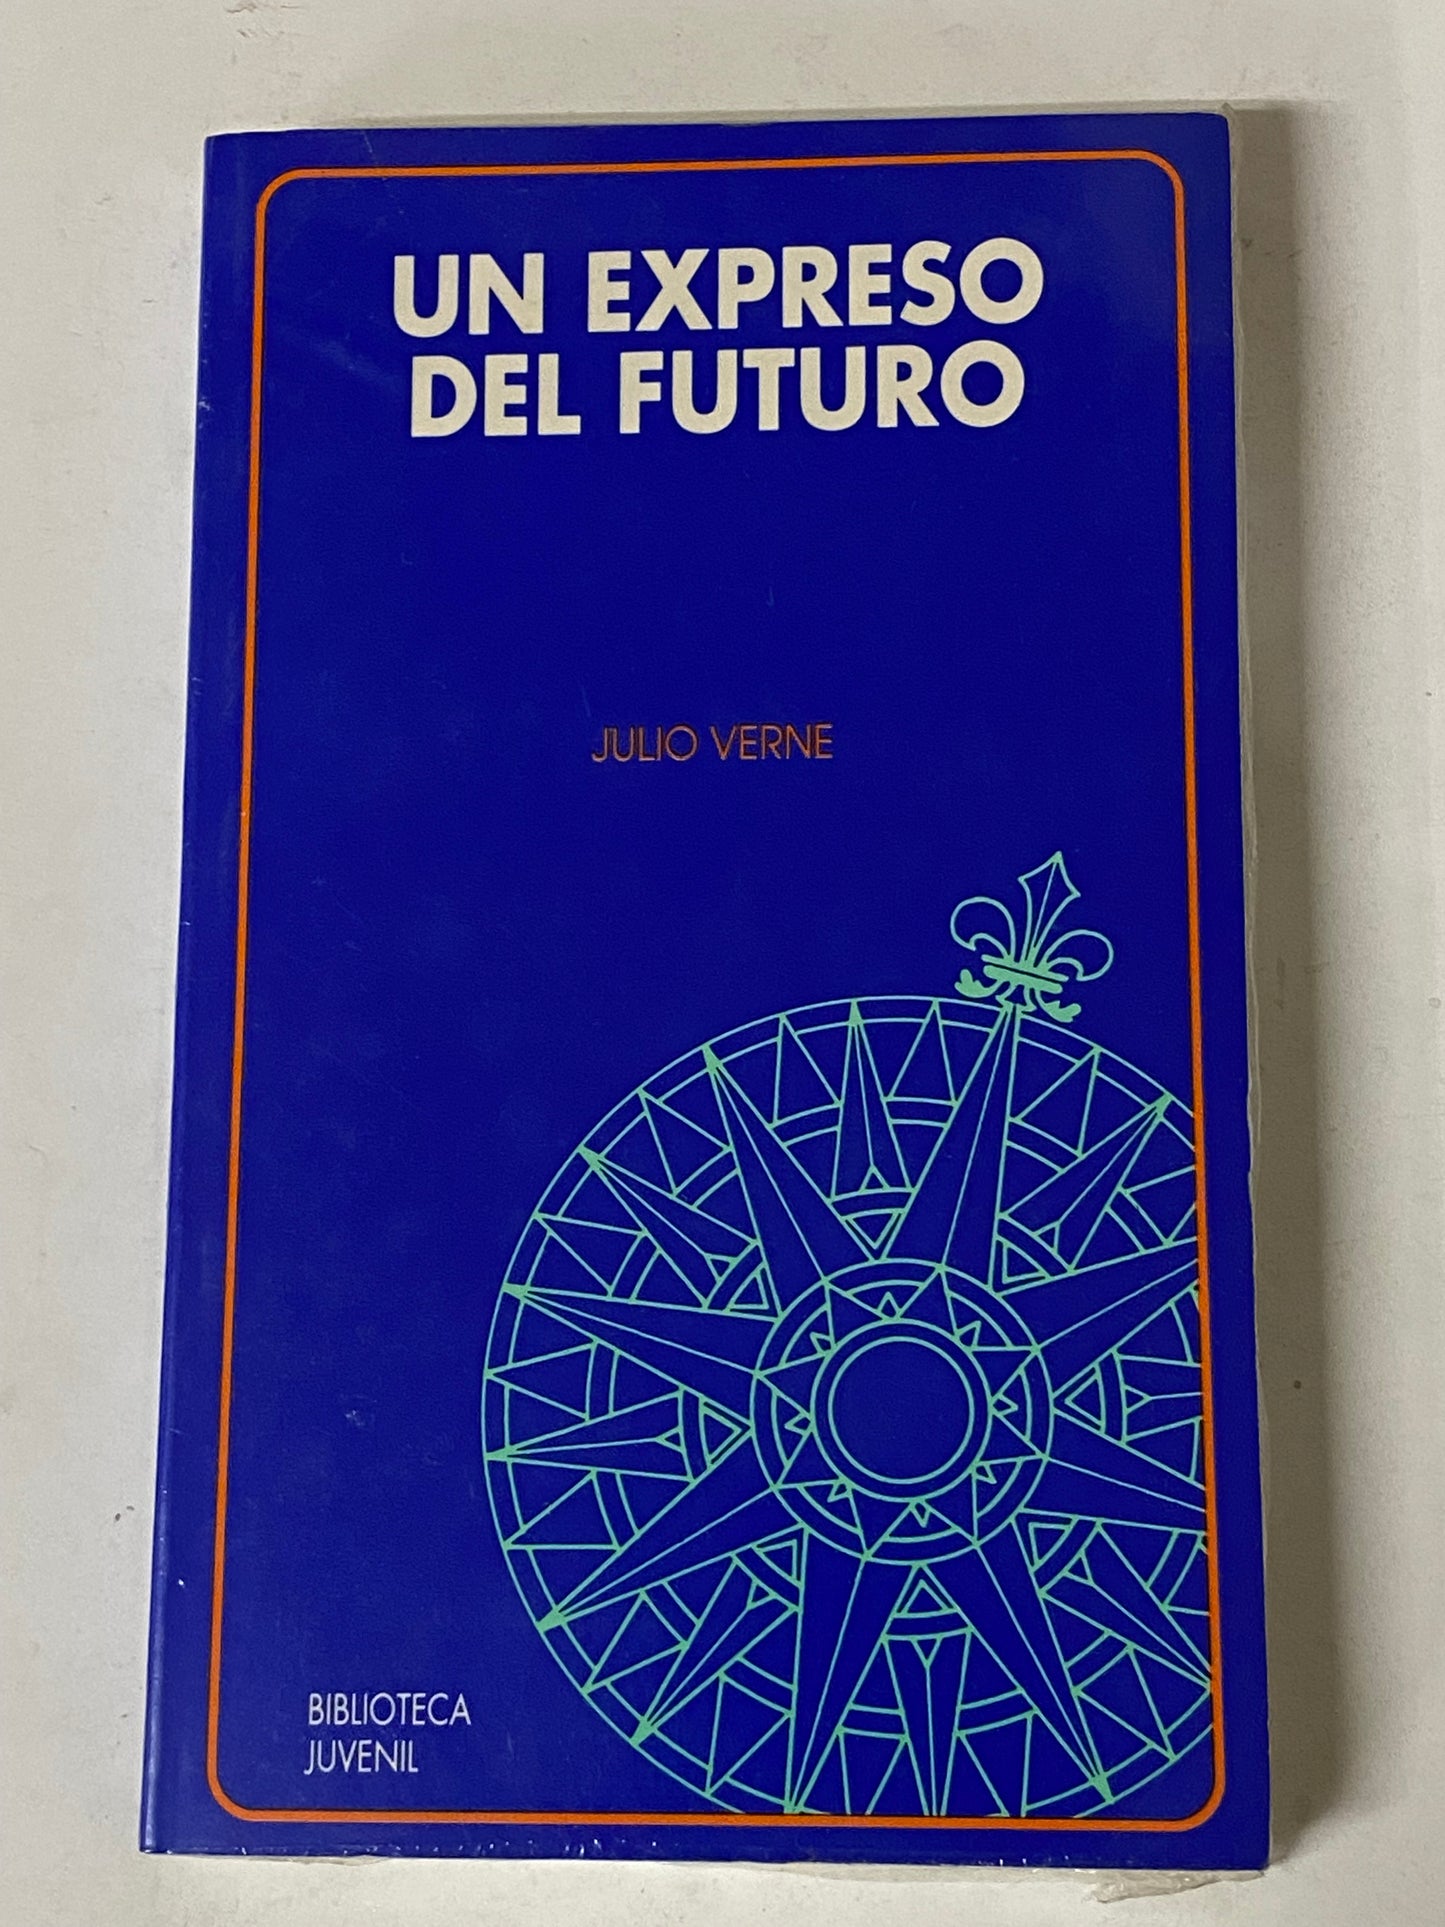 UN EXPRESO
DEL FUTURO
JULIO VERNE
BIBLIOTECA
JUVENIL